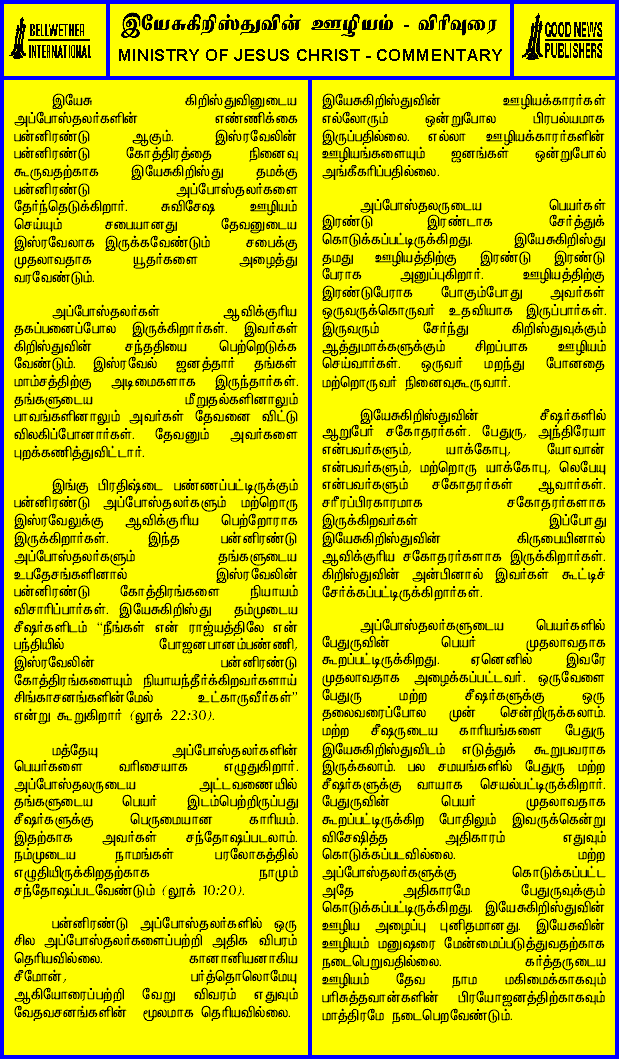 BELLWETHER
INTERNATIONAL
இயேசுகிறிஸ்துவின் ஊழியம் - விரிவுரை
MINISTRY OF JESUS CHRIST - COMMENTARY
GOOD NEWS
PUBLISHERS
இயேசு கிறிஸ்துவினுடைய
அப்போஸ்தலர்களின் எண்ணிக்கை
பன்னிரண்டு ஆகும். இஸ்ரவேலின்
பன்னிரண்டு கோத்திரத்தை நினைவு
கூருவதற்காக இயேசுகிறிஸ்து தமக்கு
பன்னிரண்டு அப்போஸ்தலர்களை
தேர்ந்தெடுக்கிறார். சுவிசேஷ ஊழியம்
செய்யும் சபையானது தேவனுடைய
இஸ்ரவேலாக இருக்கவேண்டும் சபைக்கு
முதலாவதாக யூதர்களை அழைத்து
வரவேண்டும்.
அப்போஸ்தலர்கள் ஆவிக்குரிய
தகப்பனைப்போல இருக்கிறார்கள். இவர்கள்
கிறிஸ்துவின் சந்ததியை பெற்றெடுக்க
வேண்டும். இஸ்ரவேல் ஜனத்தார் தங்கள்
மாம்சத்திற்கு அடிமைகளாக இருந்தார்கள்.
தங்களுடைய மீறுதல்களினாலும்
பாவங்களினாலும் அவர்கள் தேவனை விட்டு
விலகிப்போனார்கள். தேவனும் அவர்களை
புறக்கணித்துவிட்டார்.
இங்கு பிரதிஷ்டை பண்ணப்பட்டிருக்கும்
பன்னிரண்டு அப்போஸ்தலர்களும் மற்றொரு
இஸ்ரவேலுக்கு ஆவிக்குரிய பெற்றோராக
இருக்கிறார்கள். இந்த பன்னிரண்டு
அப்போஸ்தலர்களும் தங்களுடைய
உபதேசங்களினால் இஸ்ரவேலின்
பன்னிரண்டு கோத்திரங்களை நியாயம்
விசாரிப்பார்கள். இயேசுகிறிஸ்து தம்முடைய
சீஷர்களிடம் "நீங்கள் என் ராஜ்யத்திலே என்
பந்தியில் போஜனபானம்பண்ணி,
இஸ்ரவேலின் பன்னிரண்டு
கோத்திரங்களையும் நியாயந்தீர்க்கிறவர்களாய்
சிங்காசனங்களின்மேல் உட்காருவீர்கள்"
என்று கூறுகிறார் (லூக் 22:30).
மத்தேயு அப்போஸ்தலர்களின்
பெயர்களை வரிசையாக எழுதுகிறார்.
அப்போஸ்தலருடைய அட்டவணையில்
தங்களுடைய பெயர் இடம்பெற்றிருப்பது
சீஷர்களுக்கு பெருமையான காரியம்.
இதற்காக அவர்கள் சந்தோஷப்படலாம்.
நம்முடைய நாமங்கள் பரலோகத்தில்
எழுதியிருக்கிறதற்காக நாமும்
சந்தோஷப்படவேண்டும் (லூக் 10:20).
பன்னிரண்டு அப்போஸ்தலர்களில் ஒரு
சில அப்போஸ்தலர்களைப்பற்றி அதிக விபரம்
தெரியவில்லை. கானானியனாகிய
சீமோன், பர்த்தொலொமேயு
ஆகியோரைப்பற்றி வேறு விவரம் எதுவும்
வேதவசனங்களின் மூலமாக தெரியவில்லை.
இயேசுகிறிஸ்துவின் ஊழியக்காரர்கள்
எல்லோரும் ஒன்றுபோல பிரபல்யமாக
இருப்பதில்லை. எல்லா ஊழியக்காரர்களின்
ஊழியங்களையும் ஜனங்கள் ஒன்றுபோல்
அங்கீகரிப்பதில்லை.
அப்போஸ்தலருடைய பெயர்கள்
இரண்டு இரண்டாக சேர்த்துக்
கொடுக்கப்பட்டிருக்கிறது. இயேசுகிறிஸ்து
தமது ஊழியத்திற்கு இரண்டு இரண்டு
பேராக அனுப்புகிறார். ஊழியத்திற்கு
இரண்டுபேராக போகும்போது அவர்கள்
ஒருவருக்கொருவர் உதவியாக இருப்பார்கள்.
இருவரும் சேர்ந்து கிறிஸ்துவுக்கும்
ஆத்துமாக்களுக்கும் சிறப்பாக ஊழியம்
செய்வார்கள். ஒருவர் மறந்து போனதை
மற்றொருவர் நினைவுகூருவார்.
இயேசுகிறிஸ்துவின் சீஷர்களில்
ஆறுபேர் சகோதரர்கள். பேதுரு, அந்திரேயா
என்பவர்களும், யாக்கோபு, யோவான்
என்பவர்களும், மற்றொரு யாக்கோபு, லெபேயு
என்பவர்களும் சகோதரர்கள் ஆவார்கள்.
சரீரப்பிரகாரமாக சகோதரர்களாக
இருக்கிறவர்கள் இப்போது
இயேசுகிறிஸ்துவின் கிருபையினால்
ஆவிக்குரிய சகோதரர்களாக இருக்கிறார்கள்.
கிறிஸ்துவின் அன்பினால் இவர்கள் கூட்டிச்
சேர்க்கப்பட்டிருக்கிறார்கள்.
அப்போஸ்தலர்களுடைய பெயர்களில்
பேதுருவின் பெயர் முதலாவதாக
கூறப்பட்டிருக்கிறது. ஏனெனில் இவரே
முதலாவதாக அழைக்கப்பட்டவர். ஒருவேளை
பேதுரு மற்ற சீஷர்களுக்கு ஒரு
தலைவரைப்போல முன் சென்றிருக்கலாம்.
மற்ற சீஷருடைய காரியங்களை பேதுரு
இயேசுகிறிஸ்துவிடம் எடுத்துக் கூறுபவராக
இருக்கலாம். பல சமயங்களில் பேதுரு மற்ற
சீஷர்களுக்கு வாயாக செயல்பட்டிருக்கிறார்.
பேதுருவின் பெயர் முதலாவதாக
கூறப்பட்டிருக்கிற போதிலும் இவருக்கென்று
விசேஷித்த அதிகாரம் எதுவும்
கொடுக்கப்படவில்லை. மற்ற
அப்போஸ்தலர்களுக்கு கொடுக்கப்பட்ட
அதே அதிகாரமே பேதுருவுக்கும்
கொடுக்கப்பட்டிருக்கிறது. இயேசுகிறிஸ்துவின்
ஊழிய அழைப்பு புனிதமானது. இயேசுவின்
ஊழியம் மனுஷரை மேன்மைப்படுத்துவதற்காக
நடைபெறுவதில்லை. கர்த்தருடைய
ஊழியம் தேவ நாம மகிமைக்காகவும்
பரிசுத்தவான்களின் பிரயோஜனத்திற்காகவும்
மாத்திரமே நடைபெறவேண்டும்.